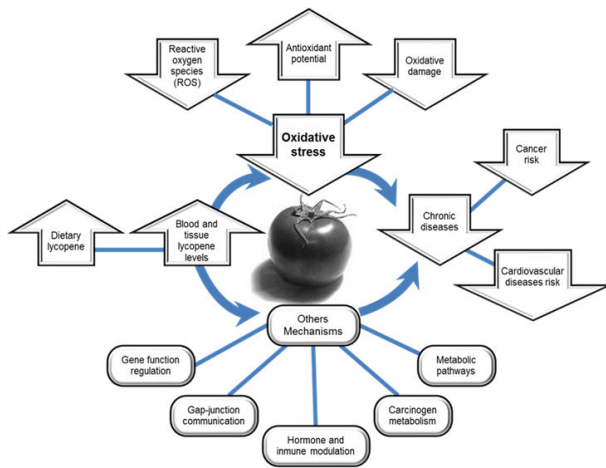 Reactive
oxygen
species
(ROS)
Antioxidant
potential
Oxidative
damage
Oxidative
stress
Cancer
risk
Dietary
lycopene
Blood and
tissue
lycopene
levels
Chronic
diseases
Cardiovascular
diseases risk
Others
Mechanisms
Gene function
regulation
Metabolic
pathways
Gap-junction
communication
Carcinogen
metabolism
Hormone and
inmune modulation